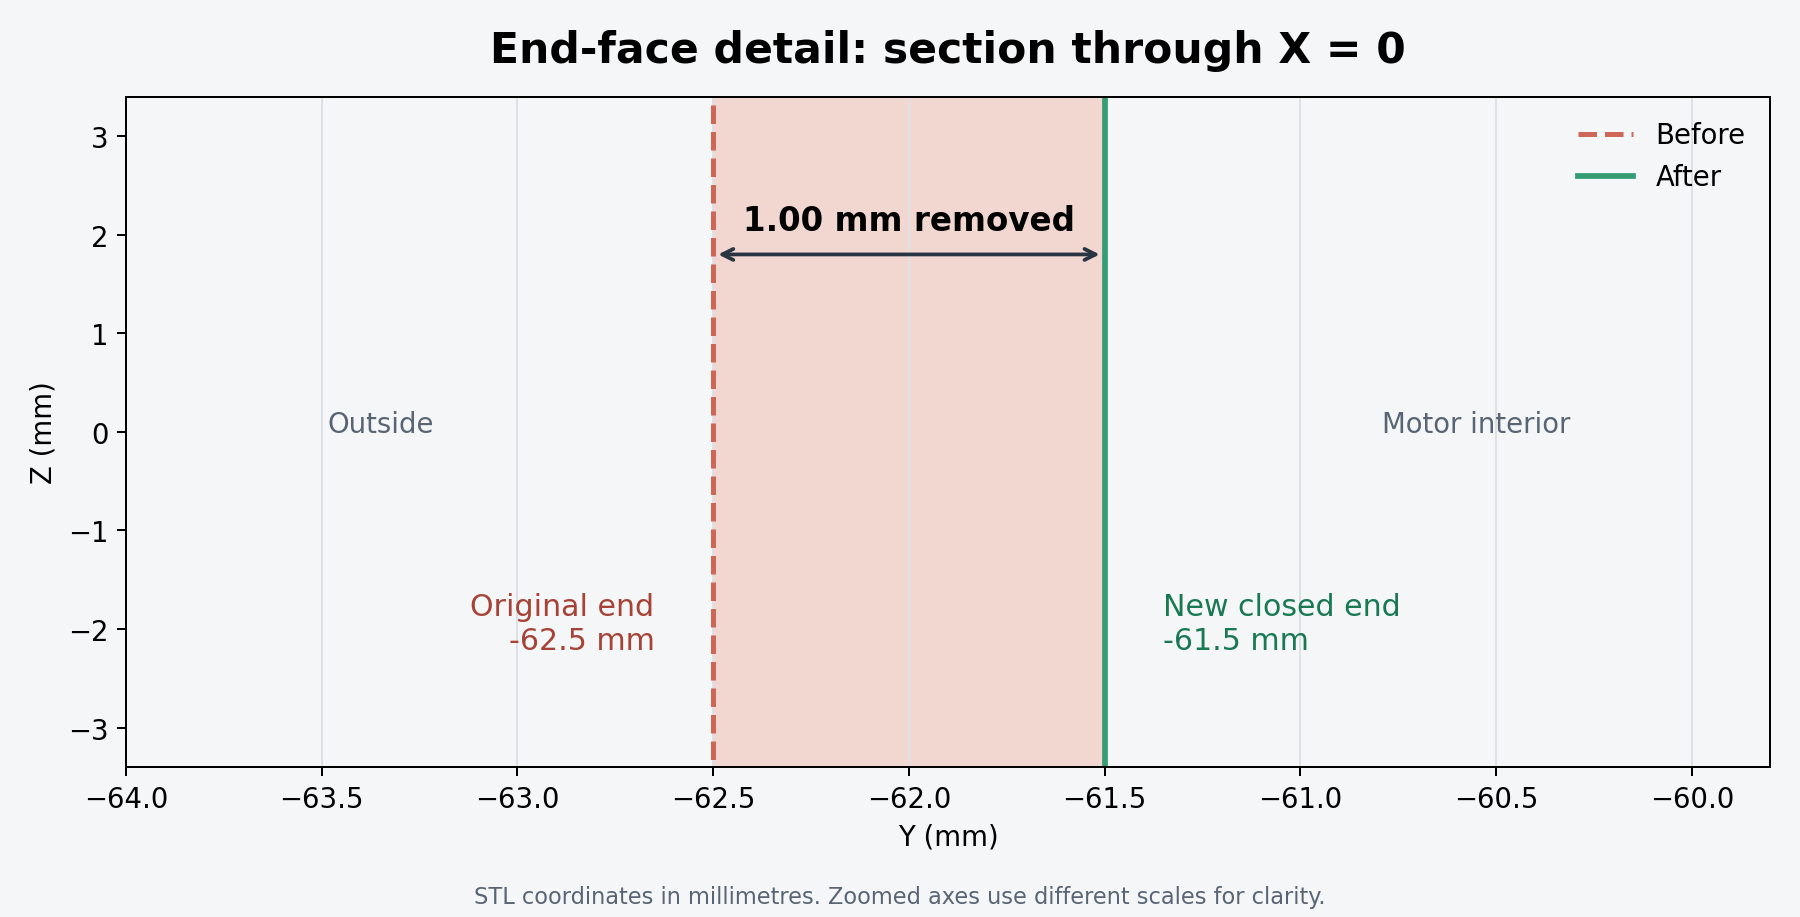 End-face detail: section through X = 0
Before
After
1.00 mm removed
Outside
Motor interior
Original end
-62.5 mm
New closed end
-61.5 mm
3
2
1
0
−1
−2
−3
Z (mm)
−64.0 −63.5 −63.0 −62.5 −62.0 −61.5 −61.0 −60.5 −60.0
Y (mm)
STL coordinates in millimetres. Zoomed axes use different scales for clarity.